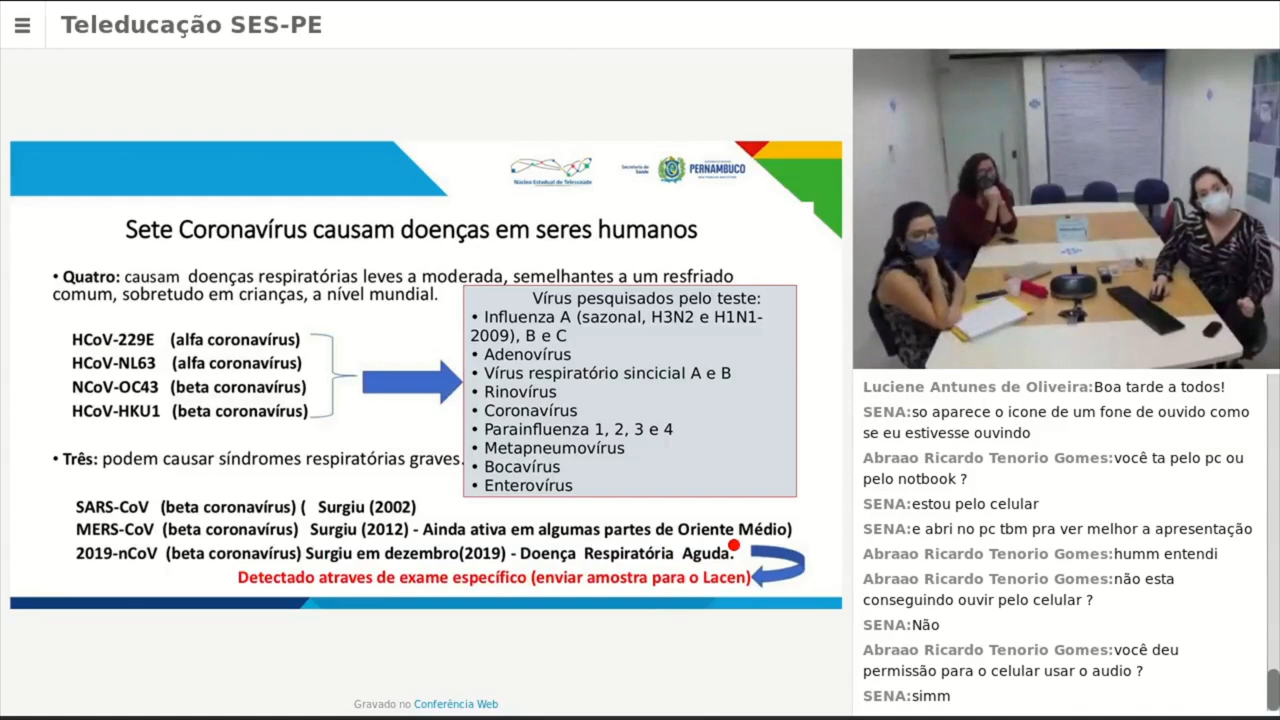 Teleducação SES-PE
Núcleo Estadual de Telessaúde
Secretaria de
Saúde
PERNAMBUCO
Sete Coronavírus causam doenças em seres humanos
• Quatro: causam doenças respiratórias leves a moderada, semelhantes a um resfriado
comum, sobretudo em crianças, a nível mundial.
HCoV-229E (alfa coronavírus)
HCoV-NL63 (alfa coronavírus)
NCoV-OC43 (beta coronavírus)
HCoV-HKU1 (beta coronavírus)
Vírus pesquisados pelo teste:
• Influenza A (sazonal, H3N2 e H1N1-
2009), B e C
• Adenovírus
• Vírus respiratório sincicial A e B
• Rinovírus
• Coronavírus
• Parainfluenza 1, 2, 3 e 4
• Metapneumovírus
• Bocavírus
• Enterovírus
• Três: podem causar síndromes respiratórias graves.
SARS-CoV (beta coronavírus) ( Surgiu (2002)
MERS-CoV (beta coronavírus) Surgiu (2012) - Ainda ativa em algumas partes de Oriente Médio)
2019-nCoV (beta coronavírus) Surgiu em dezembro(2019) - Doença Respiratória Aguda.
Detectado atraves de exame específico (enviar amostra para o Lacen)
Gravado no Conferência Web
Luciene Antunes de Oliveira:Boa tarde a todos!
SENA:so aparece o icone de um fone de ouvido como
se eu estivesse ouvindo
Abraao Ricardo Tenorio Gomes:você ta pelo pc ou
pelo notbook ?
SENA:estou pelo celular
SENA:e abri no pc tbm pra ver melhor a apresentação
Abraao Ricardo Tenorio Gomes:humm entendi
Abraao Ricardo Tenorio Gomes:não esta
conseguindo ouvir pelo celular ?
SENA:Não
Abraao Ricardo Tenorio Gomes:você deu
permissão para o celular usar o audio ?
SENA:simm